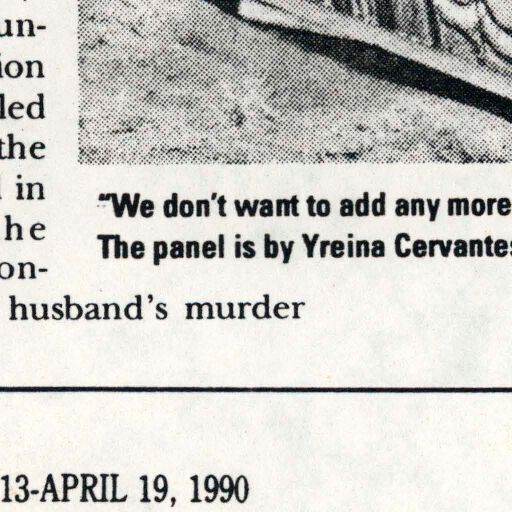 un-
ion
led
the
in
he
on-
husband's murder
"We don't want to add any more
The panel is by Yreina Cervantes
13-APRIL 19, 1990